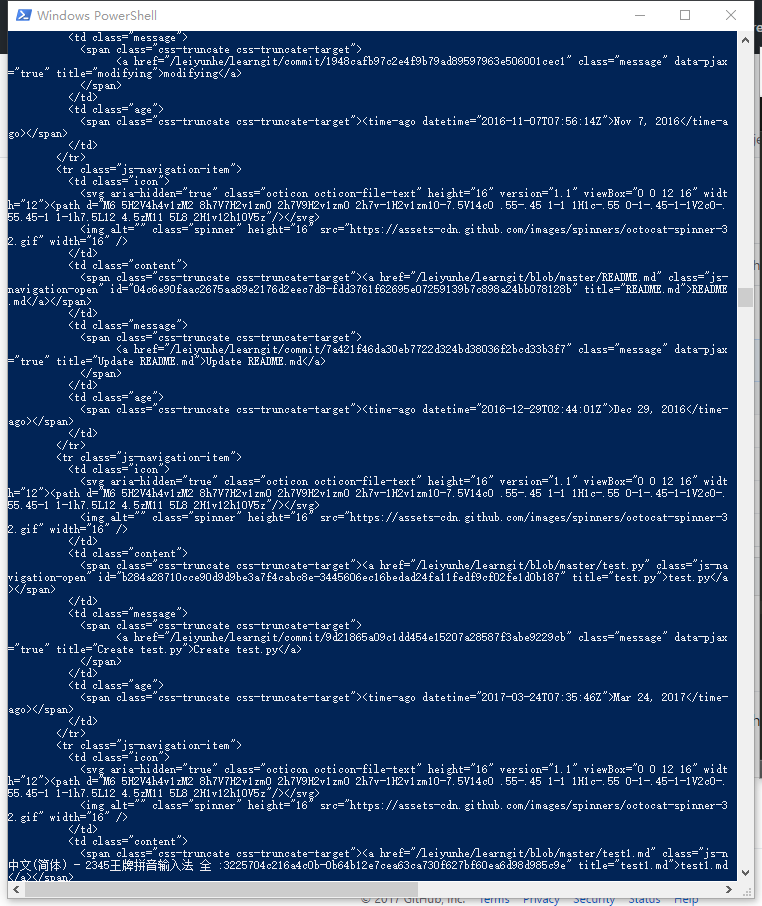 Windows PowerShell
<td class="message">
<span class="css-truncate css-truncate-target">
<a href="/leiyunhe/learngit/commit/1948cafb97c2e4f9b79ad89597963e506001cec1" class="message" data-pjax
="true" title="modifying">modifying</a>
</span>
</td>
<td class="age">
<span class="css-truncate css-truncate-target"><time-ago datetime="2016-11-07T07:56:14Z">Nov 7, 2016</time-a
go></span>
</td>
</tr>
<tr class="js-navigation-item">
<td class="icon">
<svg aria-hidden="true" class="octicon octicon-file-text" height="16" version="1.1" viewBox="0 0 12 16" widt
h="12"><path d="M6 5H2V4h4v1zM2 8h7V7H2v1zm0 2h7V9H2v1zm0 2h7v-1H2v1zm10-7.5V14c0 .55-.45 1-1 1H1c-.55 0-1-.45-1-1V2c0-.
55.45-1 1-1h7.5L12 4.5zM11 5L8 2H1v12h10V5z"/></svg>
<img alt="" class="spinner" height="16" src="https://assets-cdn.github.com/images/spinners/octocat-spinner-3
2.gif" width="16" />
</td>
<td class="content">
<span class="css-truncate css-truncate-target"><a href="/leiyunhe/learngit/blob/master/README.md" class="js-
navigation-open" id="04c6e90faac2675aa89e2176d2eec7d8-fdd3761f62695e07259139b7c898a24bb078128b" title="README.md">README
.md</a></span>
</td>
<td class="message">
<span class="css-truncate css-truncate-target">
<a href="/leiyunhe/learngit/commit/7a421f46da30eb7722d324bd38036f2bcd33b3f7" class="message" data-pjax
="true" title="Update README.md">Update README.md</a>
</span>
</td>
<td class="age">
<span class="css-truncate css-truncate-target"><time-ago datetime="2016-12-29T02:44:01Z">Dec 29, 2016</time-
ago></span>
</td>
</tr>
<tr class="js-navigation-item">
<td class="icon">
<svg aria-hidden="true" class="octicon octicon-file-text" height="16" version="1.1" viewBox="0 0 12 16" widt
h="12"><path d="M6 5H2V4h4v1zM2 8h7V7H2v1zm0 2h7V9H2v1zm0 2h7v-1H2v1zm10-7.5V14c0 .55-.45 1-1 1H1c-.55 0-1-.45-1-1V2c0-.
55.45-1 1-1h7.5L12 4.5zM11 5L8 2H1v12h10V5z"/></svg>
<img alt="" class="spinner" height="16" src="https://assets-cdn.github.com/images/spinners/octocat-spinner-3
2.gif" width="16" />
</td>
<td class="content">
<span class="css-truncate css-truncate-target"><a href="/leiyunhe/learngit/blob/master/test.py" class="js-na
vigation-open" id="b284a28710cce90d9d9be3a7f4cabc8e-3445606ec16bedad24fa11fedf9cf02fe1d0b187" title="test.py">test.py</a
></span>
</td>
<td class="message">
<span class="css-truncate css-truncate-target">
<a href="/leiyunhe/learngit/commit/9d21865a09c1dd454e15207a28587f3abe9229cb" class="message" data-pjax
="true" title="Create test.py">Create test.py</a>
</span>
</td>
<td class="age">
<span class="css-truncate css-truncate-target"><time-ago datetime="2017-03-24T07:35:46Z">Mar 24, 2017</time-
ago></span>
</td>
</tr>
<tr class="js-navigation-item">
<td class="icon">
<svg aria-hidden="true" class="octicon octicon-file-text" height="16" version="1.1" viewBox="0 0 12 16" widt
h="12"><path d="M6 5H2V4h4v1zM2 8h7V7H2v1zm0 2h7V9H2v1zm0 2h7v-1H2v1zm10-7.5V14c0 .55-.45 1-1 1H1c-.55 0-1-.45-1-1V2c0-.
55.45-1 1-1h7.5L12 4.5zM11 5L8 2H1v12h10V5z"/></svg>
<img alt="" class="spinner" height="16" src="https://assets-cdn.github.com/images/spinners/octocat-spinner-3
2.gif" width="16" />
</td>
<td class="content">
<span class="css-truncate css-truncate-target"><a href="/leiyunhe/learngit/blob/master/test1.md" class="js-n
中文(简体) - 2345王牌拼音输入法 全 :3225704c216a4c0b-0b64b12e7cea63ca730f627bf60ea6d98d985c9e" title="test1.md">test1.md
</a></span>
© 2017 GitHub, Inc. Terms Privacy Security Status Help